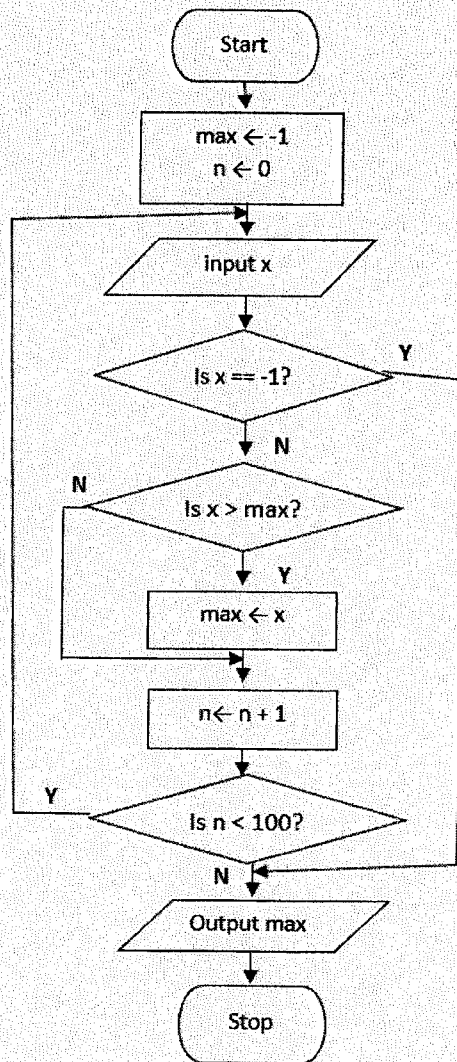 Start
max ← -1
n ← 0
input x
Is x == -1?
Y
N
N
Is x > max?
Y
max ← x
n← n + 1
Y
Is n < 100?
N
Output max
Stop